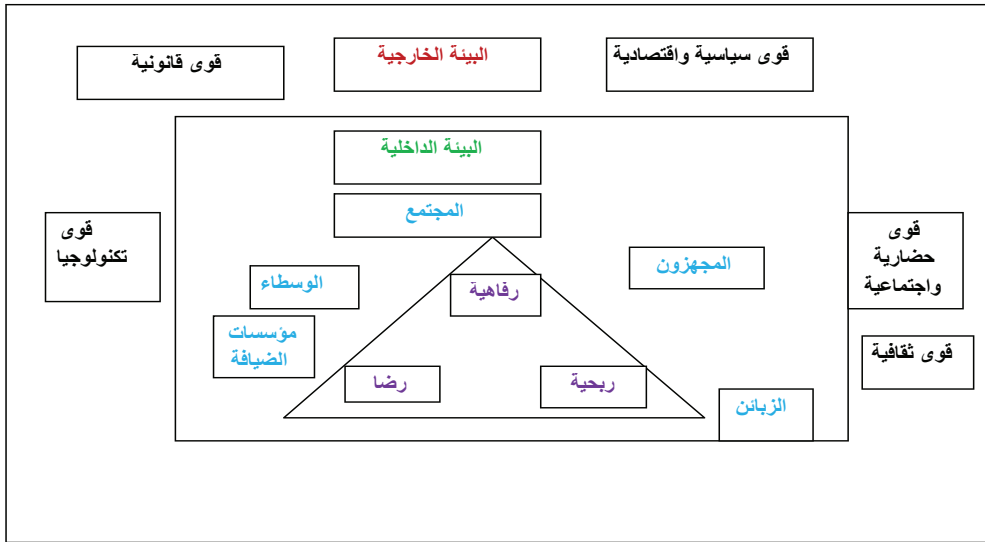 قوى سياسية واقتصادية
البيئة الخارجية
قوى قانونية
البيئة الداخلية
المجتمع
قوى
حضارية
واجتماعية
المجهزون
الوسطاء
قوى
تكنولوجيا
رفاهية
مؤسسات
الضيافة
قوى ثقافية
ربحية
رضا
الزبائن